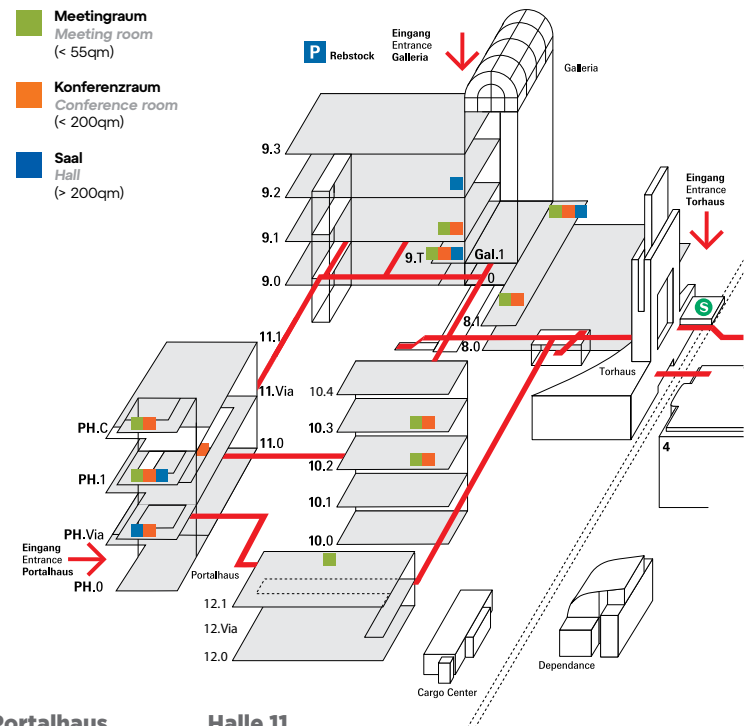 Meetingraum
Meeting room
(< 55qm)
Konferenzraum
Conference room
(< 200qm)
Saal
Hall
(> 200qm)
P Rebstock
Eingang
Entrance
Galleria
Galleria
Eingang
Entrance
Torhaus
9.3
9.2
9.1
9.T
Gal.1
9.0
0
S
8.1
8.0
Torhaus
11.1
11.Via
11.0
10.4
10.3
10.2
10.1
10.0
4
PH.C
PH.1
PH.Via
Eingang
Entrance
Portalhaus
PH.0
Portalhaus
12.1
12.Via
12.0
Cargo Center
Dependance
Portalhaus
Halle 11